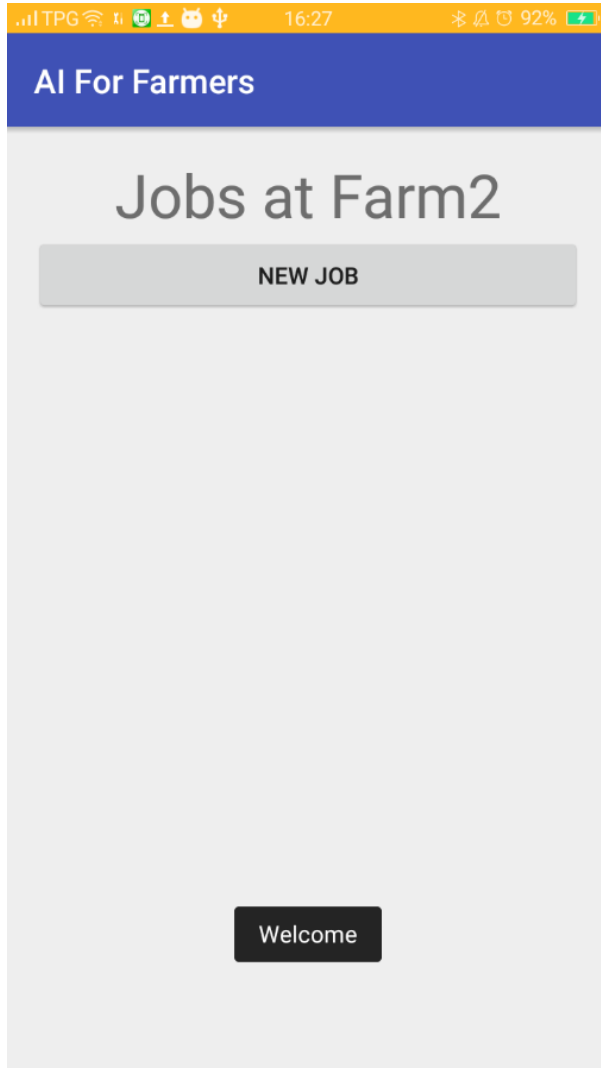 TPG 16:27 92%
AI For Farmers
Jobs at Farm2
NEW JOB
Welcome